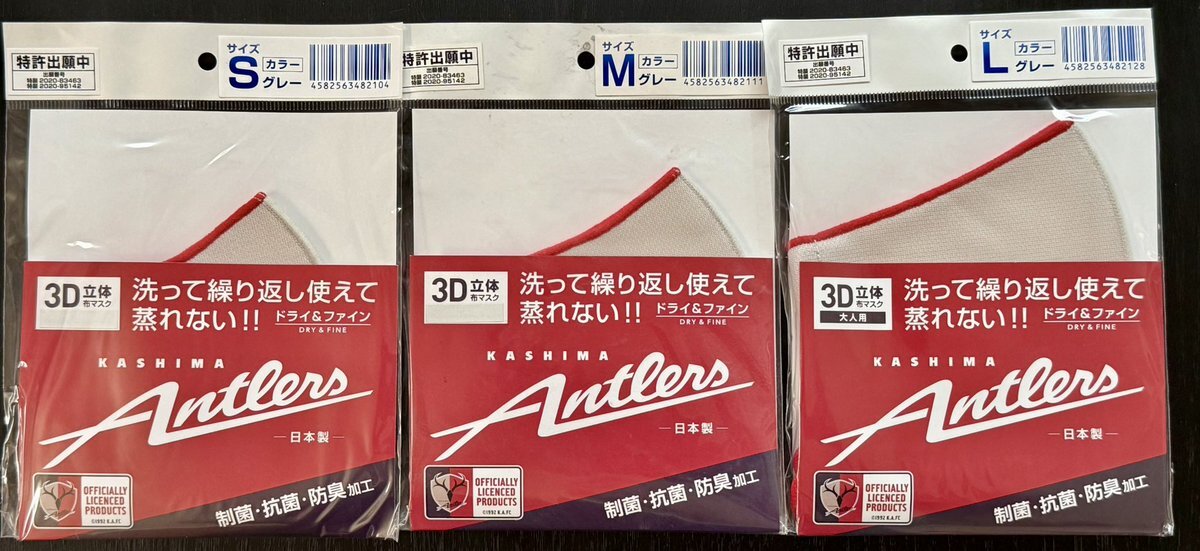 特許出願中
出願番号
特願 2020-83463
特願 2020-95142
サイズ
S
カラー
グレー
4582563482104
3D 立体
布マスク
洗って繰り返し使えて
蒸れない!! ドライ&ファイン
DRY & FINE
KASHIMA
Antlers
日本製
OFFICIALLY
LICENCED
PRODUCTS
©1992 K.A.FC
制菌・抗菌・防臭加工
特許出願中
出願番号
特願 2020-83463
特願 2020-95142
サイズ
M
カラー
グレー
4582563482111
3D 立体
布マスク
洗って繰り返し使えて
蒸れない!! ドライ&ファイン
DRY & FINE
KASHIMA
Antlers
日本製
OFFICIALLY
LICENCED
PRODUCTS
©1992 K.A.FC
制菌・抗菌・防臭加工
特許出願中
出願番号
特願 2020-83463
特願 2020-95142
サイズ
L
カラー
グレー
4582563482128
3D 立体
布マスク
大人用
洗って繰り返し使えて
蒸れない!! ドライ&ファイン
DRY & FINE
KASHIMA
Antlers
日本製
OFFICIALLY
LICENCED
PRODUCTS
©1992 K.A.FC
制菌・抗菌・防臭加工